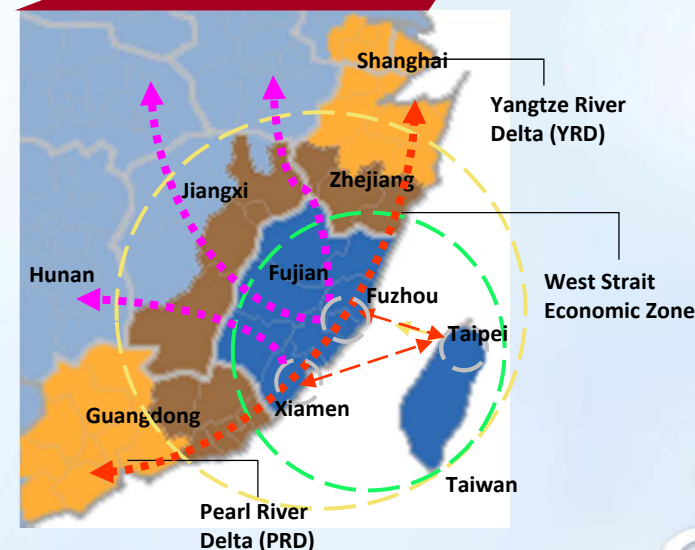 Shanghai
Yangtze River
Delta (YRD)
Jiangxi
Zhejiang
Hunan
Fujian
Fuzhou
West Strait
Economic Zone
Taipei
Guangdong
Xiamen
Taiwan
Pearl River
Delta (PRD)